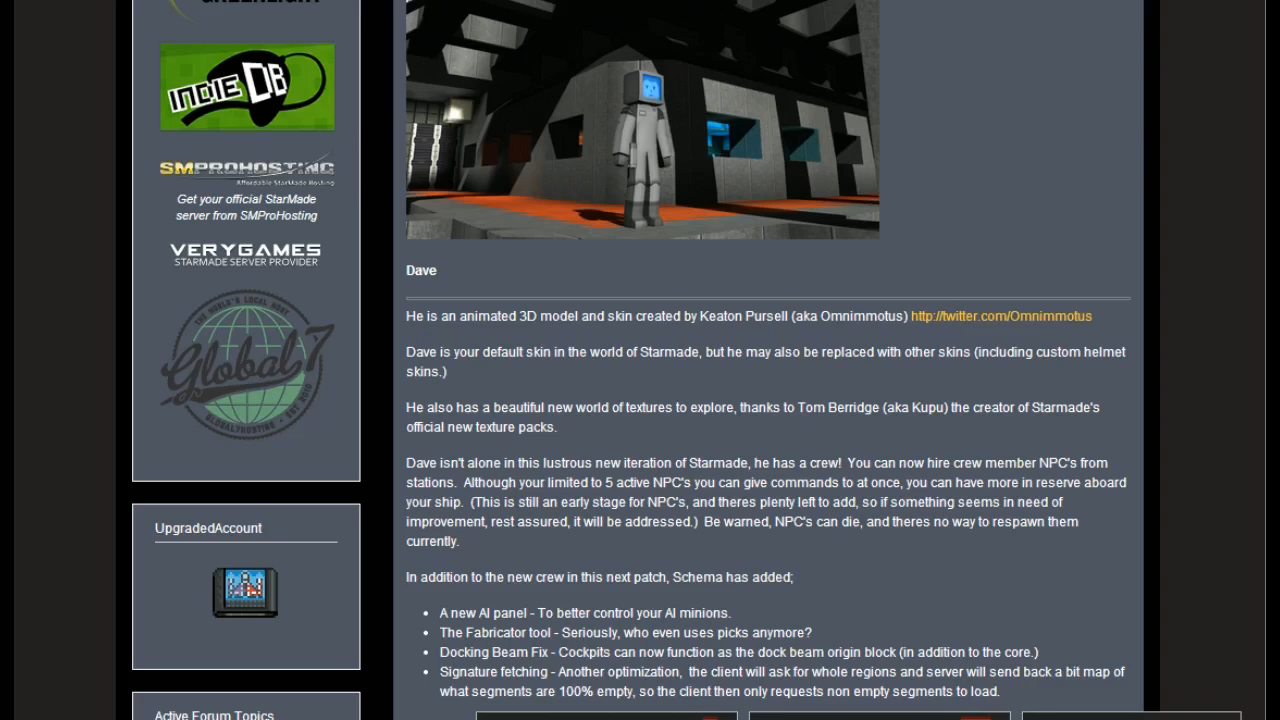 INDIE DB
SMPROHOSTING
Affordable StarMade Hosting
Get your official StarMade
server from SMProHosting
VERYGAMES
STARMADE SERVER PROVIDER
THE WORLD'S LOCAL HOST
Global7
UpgradedAccount
Active Forum Topics
Dave
He is an animated 3D model and skin created by Keaton Pursell (aka Omnimmotus) http://twitter.com/Omnimmotus
Dave is your default skin in the world of Starmade, but he may also be replaced with other skins (including custom helmet
skins.)
He also has a beautiful new world of textures to explore, thanks to Tom Berridge (aka Kupu) the creator of Starmade's
official new texture packs.
Dave isn't alone in this lustrous new iteration of Starmade, he has a crew!  You can now hire crew member NPC's from
stations.  Although your limited to 5 active NPC's you can give commands to at once, you can have more in reserve aboard
your ship.  (This is still an early stage for NPC's, and theres plenty left to add, so if something seems in need of
improvement, rest assured, it will be addressed.)  Be warned, NPC's can die, and theres no way to respawn them
currently.
In addition to the new crew in this next patch, Schema has added;
• A new AI panel - To better control your AI minions.
• The Fabricator tool - Seriously, who even uses picks anymore?
• Docking Beam Fix - Cockpits can now function as the dock beam origin block (in addition to the core.)
• Signature fetching - Another optimization,  the client will ask for whole regions and server will send back a bit map of
what segments are 100% empty, so the client then only requests non empty segments to load.